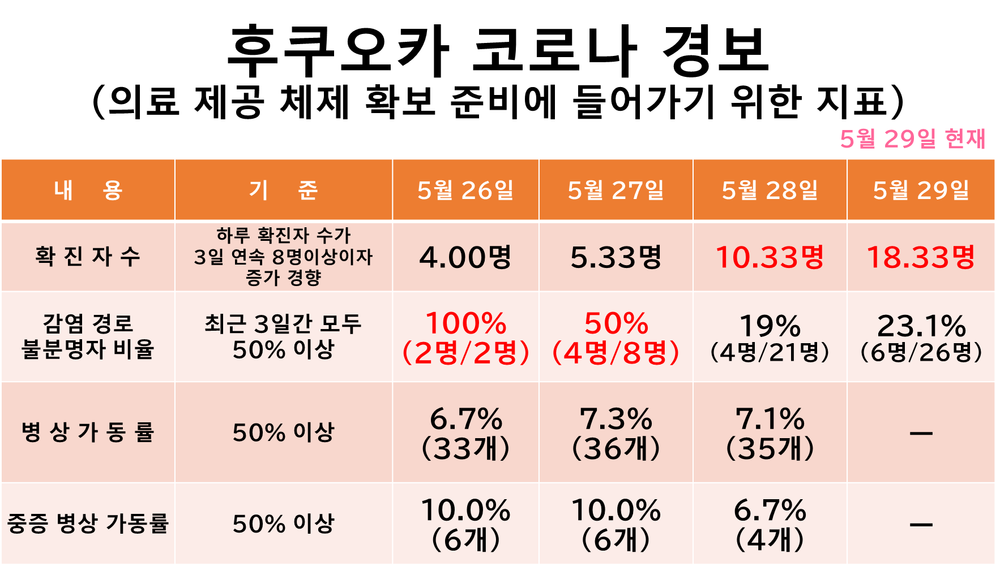 후쿠오카 코로나 경보
(의료 제공 체제 확보 준비에 들어가기 위한 지표)
5월 29일 현재
내 용 기 준 5월 26일 5월 27일 5월 28일 5월 29일
하루 확진자 수가
확 진 자 수 3일 연속 8명이상이자 4.00명 5.33명 10.33명 18.33명
증가 경향
감염 경로 최근 3일간 모두 100% 50% 19% 23.1%
불분명자 비율 50% 이상 (2명/2명) (4명/8명) (4명/21명) (6명/26명)
6.7% 7.3% 7.1%
병 상 가 동 률 50% 이상 (33개) (36개) (35개) ー
10.0% 10.0% 6.7%
중증 병상 가동률 50% 이상 (6개) (6개) (4개) ー